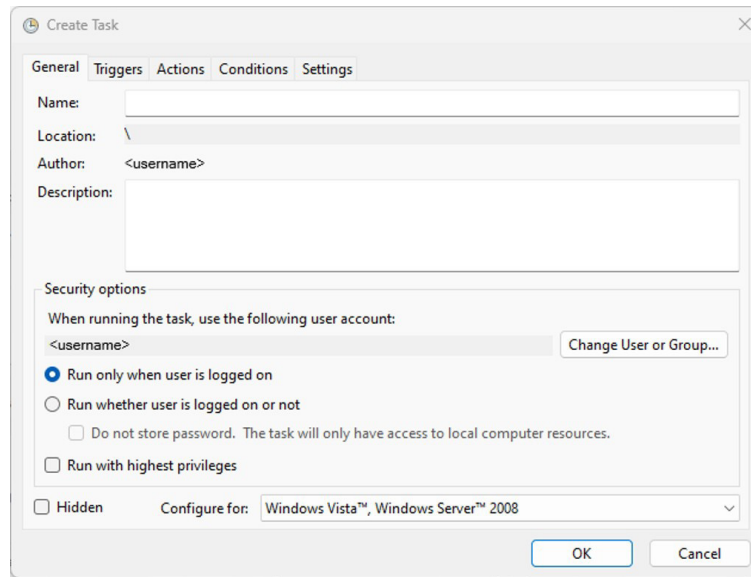 Create Task
General Triggers Actions Conditions Settings
Name:
Location: \
Author: <username>
Description:
Security options
When running the task, use the following user account:
<username> Change User or Group...
Run only when user is logged on
Run whether user is logged on or not
Do not store password. The task will only have access to local computer resources.
Run with highest privileges
Hidden Configure for: Windows Vista™, Windows Server™ 2008
OK Cancel